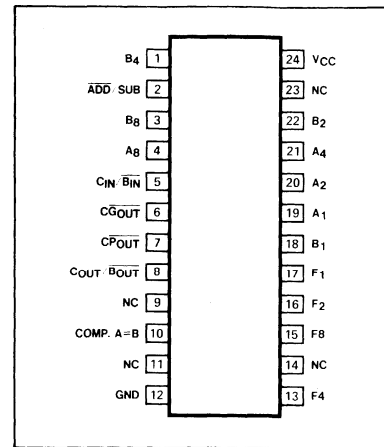 B4 1
ADD/SUB 2
B8 3
A8 4
CIN/BIN 5
CGOUT 6
CPOUT 7
COUT/BOUT 8
NC 9
COMP. A=B 10
NC 11
GND 12
24 VCC
23 NC
22 B2
21 A4
20 A2
19 A1
18 B1
17 F1
16 F2
15 F8
14 NC
13 F4